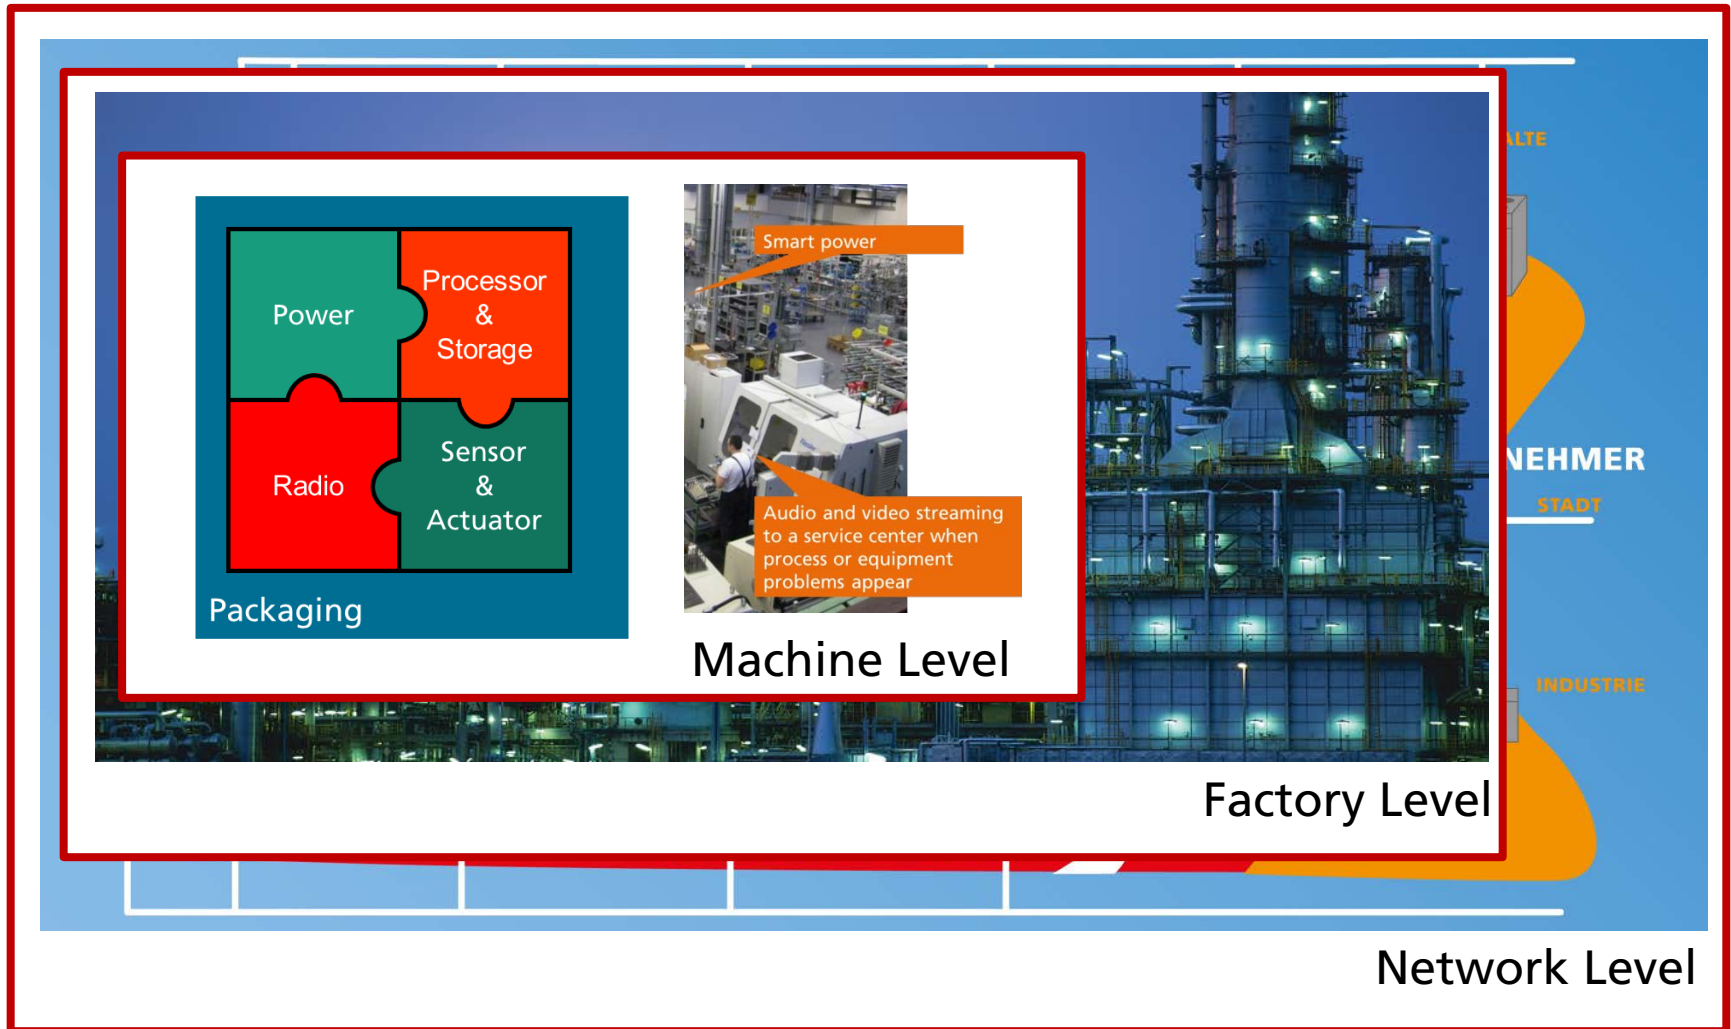 Power
Processor
&
Storage
Radio
Sensor
&
Actuator
Packaging
Smart power
Audio and video streaming
to a service center when
process or equipment
problems appear
Machine Level
Factory Level
ALTE
NEHMER
STADT
INDUSTRIE
Network Level